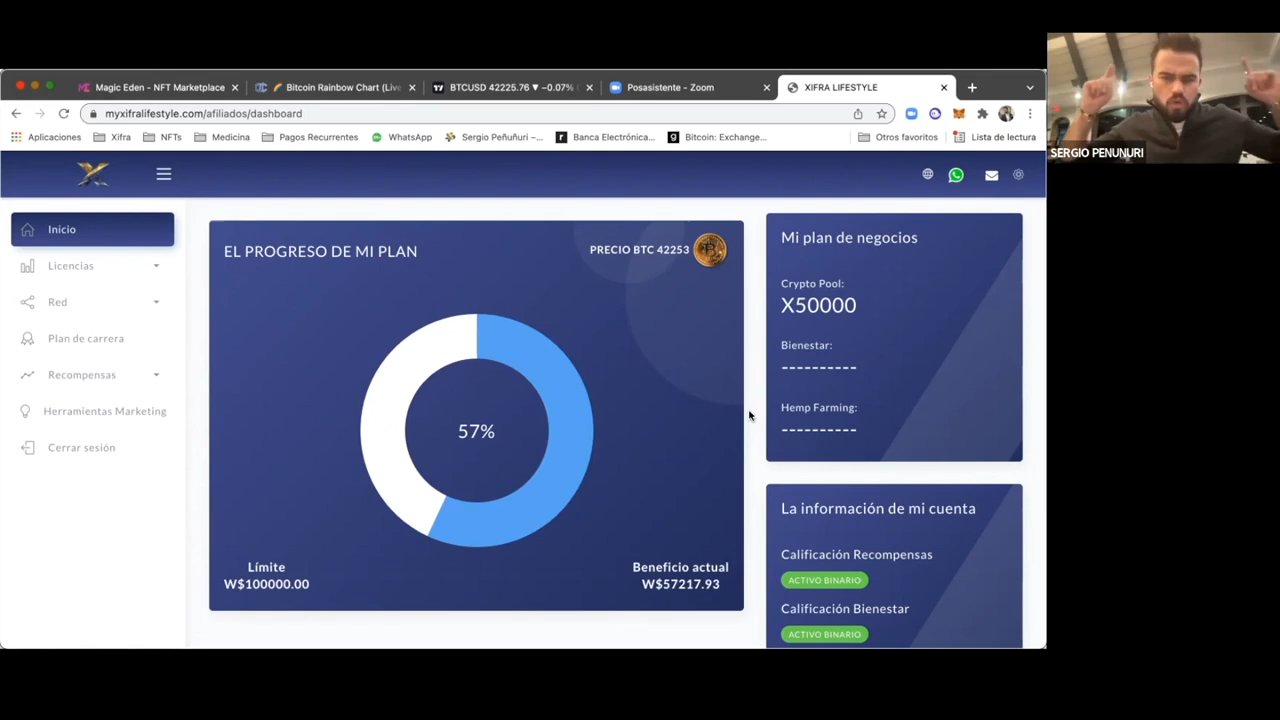 Magic Eden - NFT Marketplace
Bitcoin Rainbow Chart (Live
BTCUSD 42225.76 ▼ −0.07%
Posasistente - Zoom
XIFRA LIFESTYLE
myxifralifestyle.com/afiliados/dashboard
Aplicaciones
Xifra
NFTs
Medicina
Pagos Recurrentes
WhatsApp
Sergio Peñuñuri –...
Banca Electrónica...
Bitcoin: Exchange...
Otros favoritos
Lista de lectura
SERGIO PENUNURI
Inicio
Licencias
Red
Plan de carrera
Recompensas
Herramientas Marketing
Cerrar sesión
EL PROGRESO DE MI PLAN
PRECIO BTC 42253
57%
Límite
W$100000.00
Beneficio actual
W$57217.93
Mi plan de negocios
Crypto Pool:
X50000
Bienestar:
----------
Hemp Farming:
----------
La información de mi cuenta
Calificación Recompensas
ACTIVO BINARIO
Calificación Bienestar
ACTIVO BINARIO